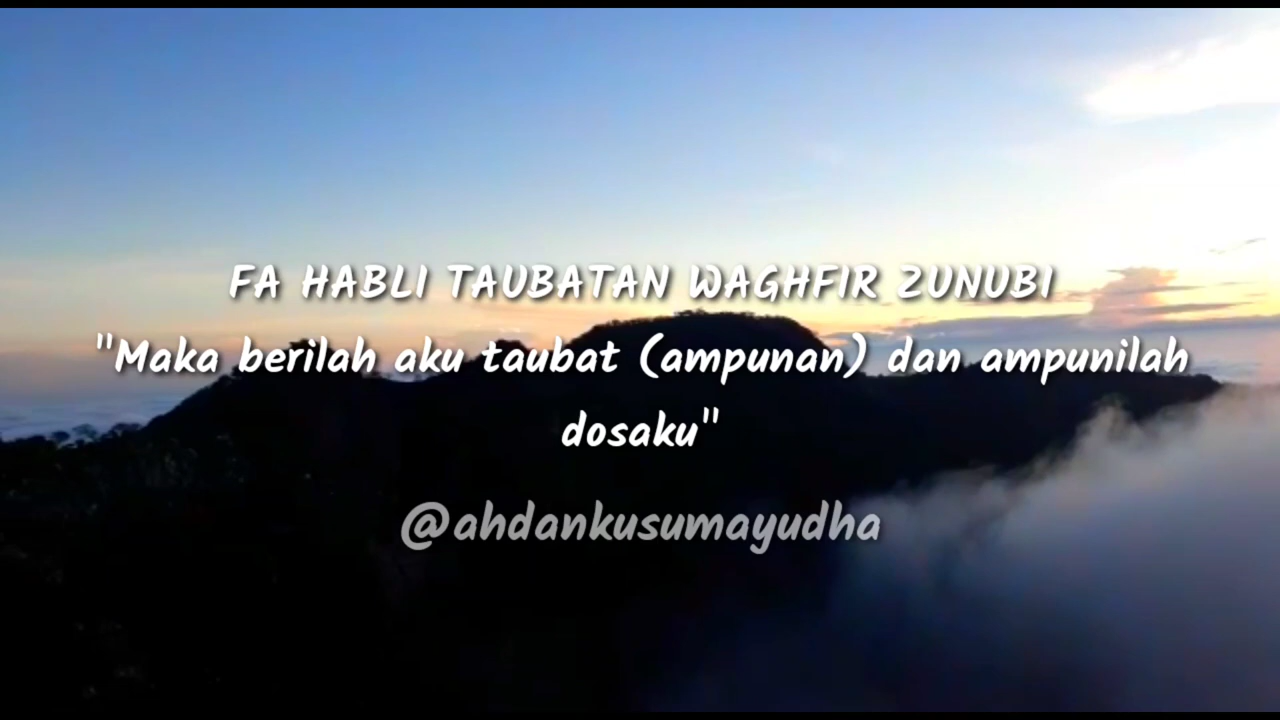 FA HABLI TAUBATAN WAGHFIR ZUNUBI
"Maka berilah aku taubat (ampunan) dan ampunilah
dosaku"
@ahdankusumayudha